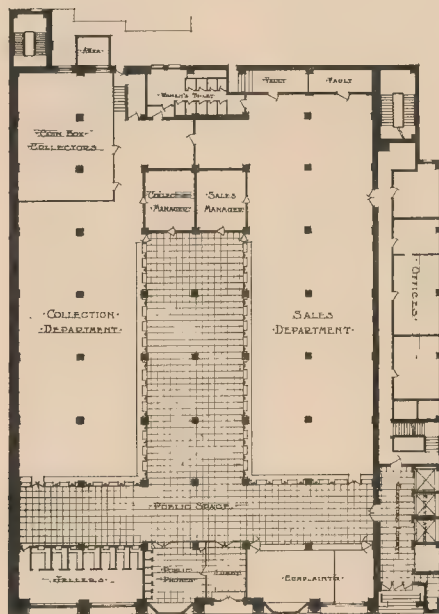 AREA
VAULT
VAULT
WOMEN'S TOILET
COIN BOX
COLLECTORS
COLLECTION
MANAGER
SALES
MANAGER
COLLECTION
DEPARTMENT
SALES
DEPARTMENT
OFFICES
PUBLIC SPACE
TELLERS
PUBLIC
PHONES
LOBBY
COMPLAINTS